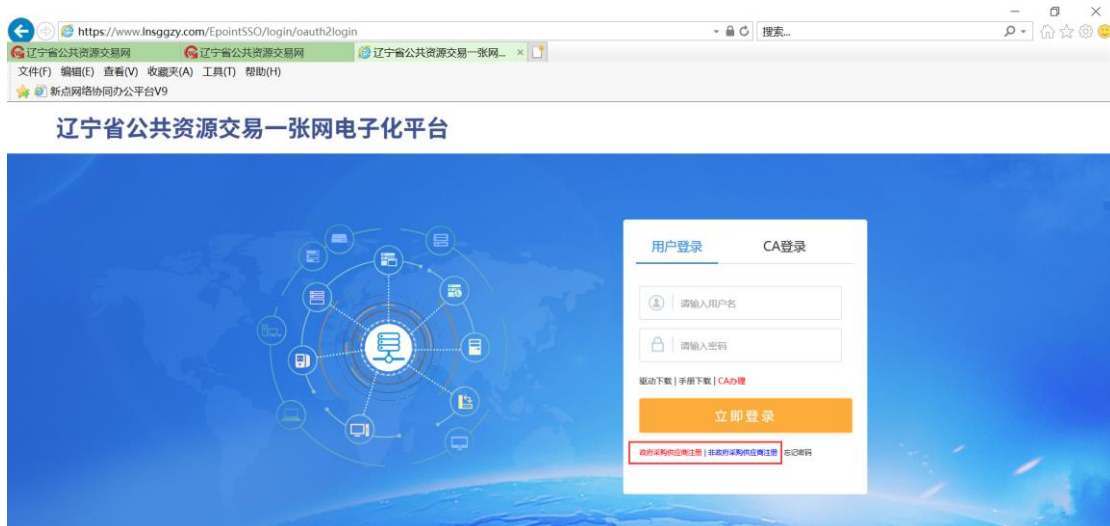 https://www.lnsggzy.com/EpointSSO/login/oauth2login 搜索...
辽宁省公共资源交易网 辽宁省公共资源交易网 辽宁省公共资源交易一张网...
文件(F) 编辑(E) 查看(V) 收藏夹(A) 工具(T) 帮助(H)
新点网络协同办公平台V9
辽宁省公共资源交易一张网电子化平台
用户登录 CA登录
请输入用户名
请输入密码
驱动下载 | 手册下载 | CA办理
立即登录
政府采购供应商注册 | 非政府采购供应商注册 忘记密码